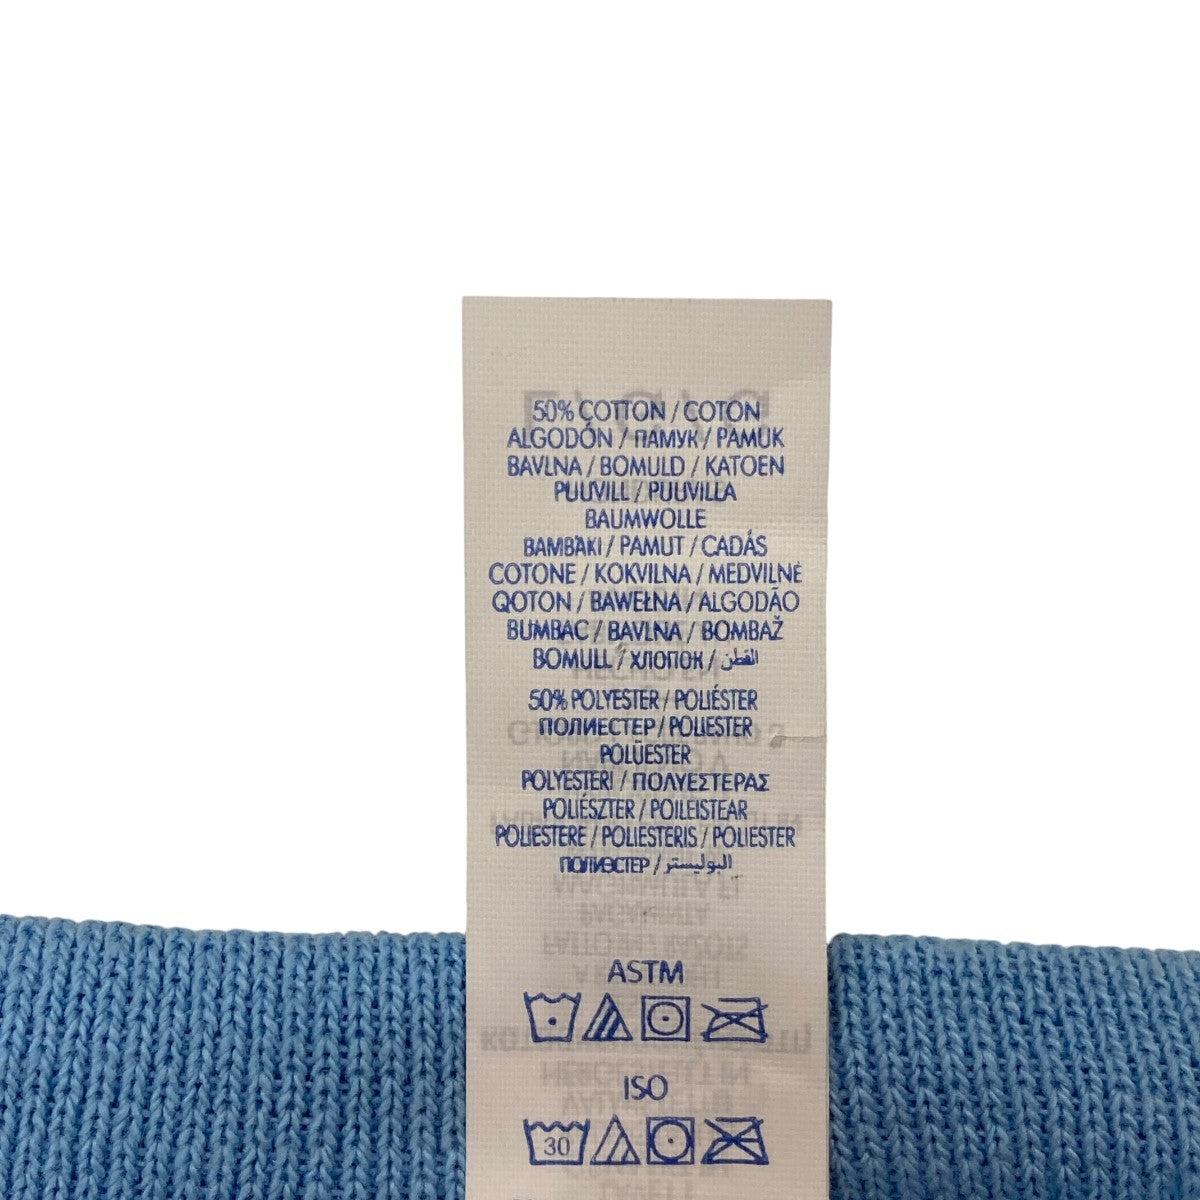 50% COTTON / COTON
ALGODÓN / ПАМУК / PAMUK
BAVLNA / BOMULD / KATOEN
PUUVILL / PUUVILLA
BAUMWOLLE
BAMBAKI / PAMUT / CADÁS
COTONE / KOKVILNA / MEDVILNĖ
QOTON / BAWEŁNA / ALGODÃO
BUMBAC / BAVLNA / BOMBAŽ
BOMULL / ХЛОПОК / القطن
50% POLYESTER / POLIÉSTER
ПОЛИЕСТЕР / POLIESTER
POLÜESTER
POLYESTERI / ΠΟΛΥΕΣΤΕΡΑΣ
POLIÉSZTER / POILEISTEAR
POLIESTERE / POLIESTERIS / POLIESTER
ПОЛИЭСТЕР / البوليستر
ASTM
ISO
30